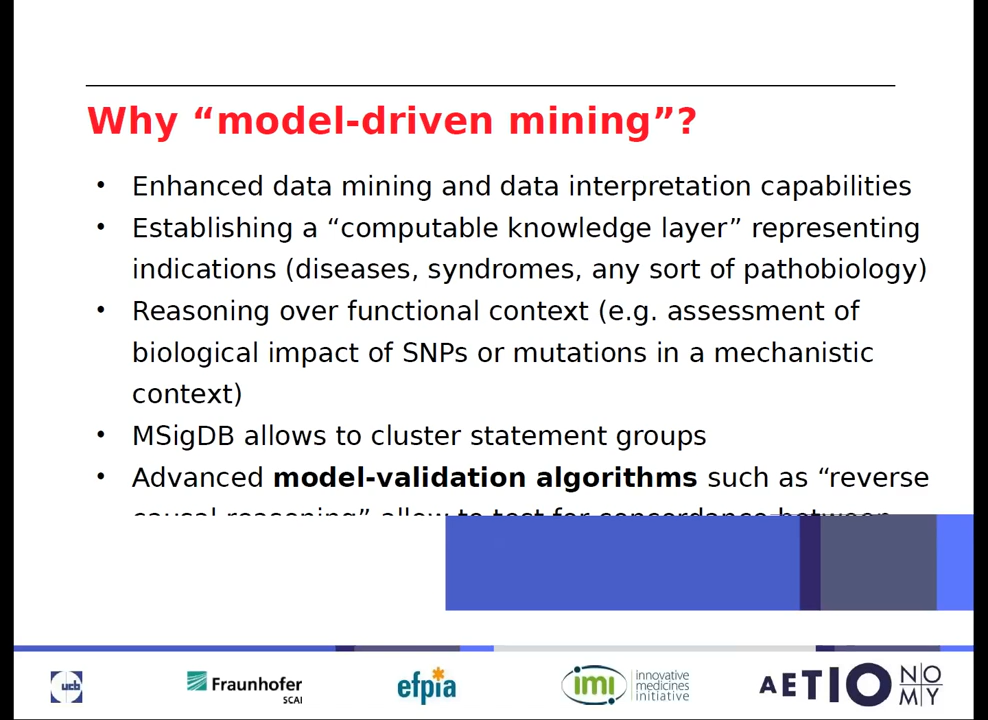 Why “model-driven mining”?
• Enhanced data mining and data interpretation capabilities
• Establishing a “computable knowledge layer” representing
indications (diseases, syndromes, any sort of pathobiology)
• Reasoning over functional context (e.g. assessment of
biological impact of SNPs or mutations in a mechanistic
context)
• MSigDB allows to cluster statement groups
• Advanced model-validation algorithms such as “reverse
causal reasoning” allow to test for concordance between
ucb
Fraunhofer
SCAI
efpia
imi
innovative
medicines
initiative
AETIONOMY